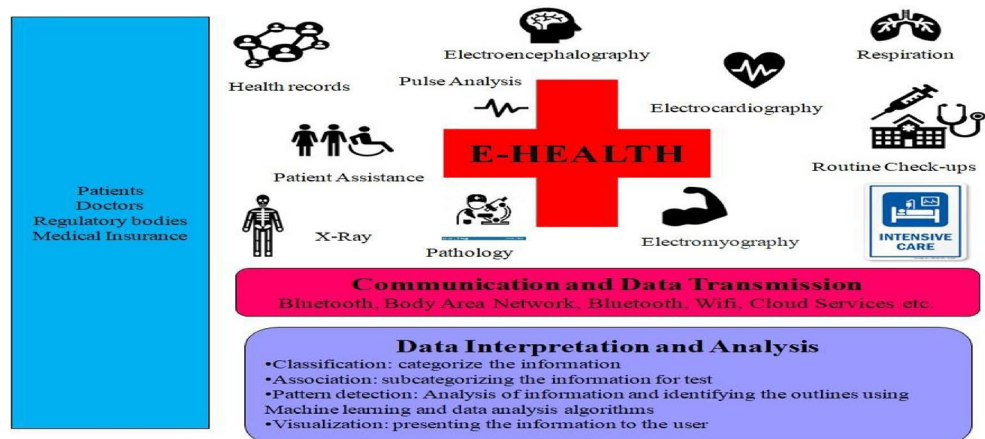 Patients
Doctors
Regulatory bodies
Medical Insurance
Electroencephalography
Respiration
Health records
Pulse Analysis
Electrocardiography
E-HEALTH
Patient Assistance
Routine Check-ups
X-Ray
Pathology
Electromyography
INTENSIVE
CARE
Communication and Data Transmission
Bluetooth, Body Area Network, Bluetooth, Wifi, Cloud Services etc.
Data Interpretation and Analysis
•Classification: categorize the information
•Association: subcategorizing the information for test
•Pattern detection: Analysis of information and identifying the outlines using
Machine learning and data analysis algorithms
•Visualization: presenting the information to the user